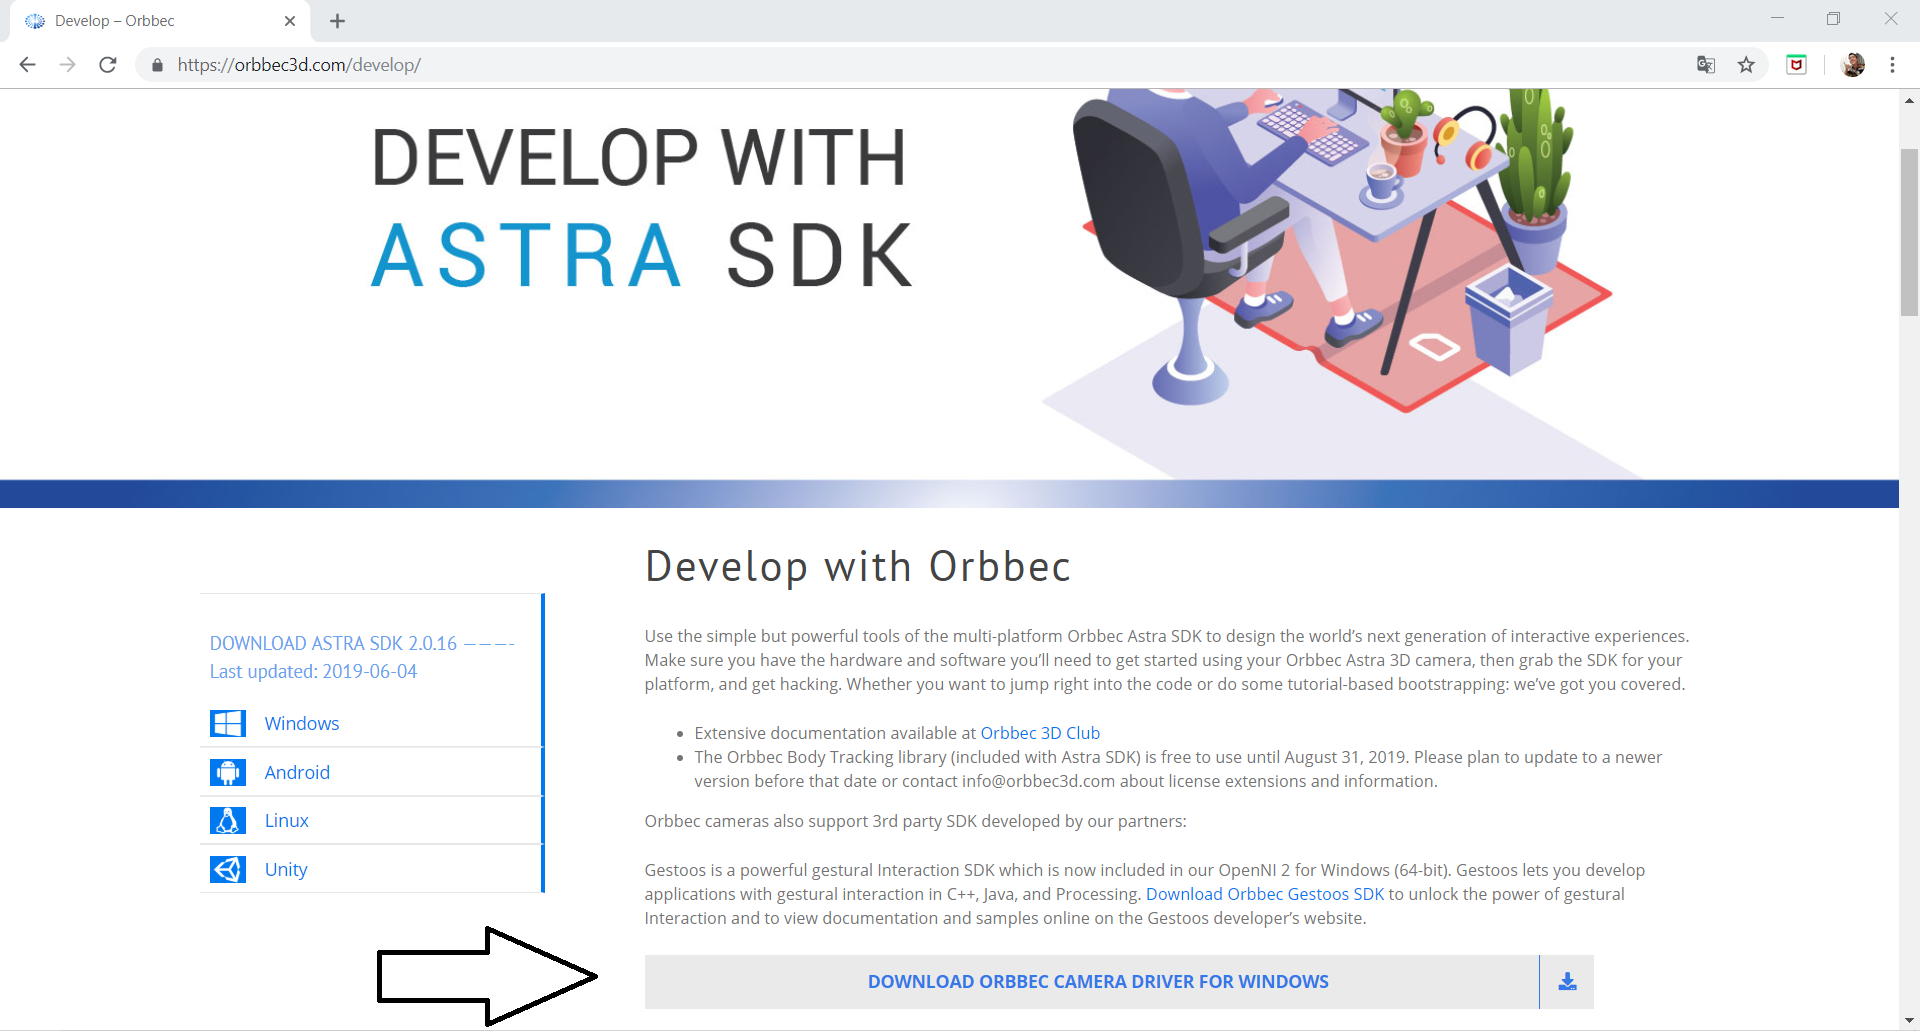 Develop – Orbbec
https://orbbec3d.com/develop/
DEVELOP WITH
ASTRA SDK
Develop with Orbbec
DOWNLOAD ASTRA SDK 2.0.16 ———-
Last updated: 2019-06-04
Windows
Android
Linux
Unity
Use the simple but powerful tools of the multi-platform Orbbec Astra SDK to design the world’s next generation of interactive experiences.
Make sure you have the hardware and software you’ll need to get started using your Orbbec Astra 3D camera, then grab the SDK for your
platform, and get hacking. Whether you want to jump right into the code or do some tutorial-based bootstrapping: we’ve got you covered.
• Extensive documentation available at Orbbec 3D Club
• The Orbbec Body Tracking library (included with Astra SDK) is free to use until August 31, 2019. Please plan to update to a newer
version before that date or contact info@orbbec3d.com about license extensions and information.
Orbbec cameras also support 3rd party SDK developed by our partners:
Gestoos is a powerful gestural Interaction SDK which is now included in our OpenNI 2 for Windows (64-bit). Gestoos lets you develop
applications with gestural interaction in C++, Java, and Processing. Download Orbbec Gestoos SDK to unlock the power of gestural
Interaction and to view documentation and samples online on the Gestoos developer’s website.
DOWNLOAD ORBBEC CAMERA DRIVER FOR WINDOWS